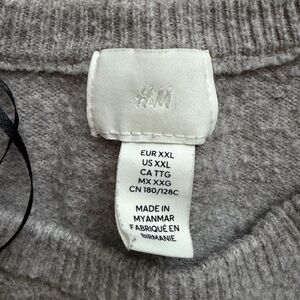 H&M
EUR XXL
US XXL
CA TTG
MX XXG
CN 180/128C
MADE IN
MYANMAR
FABRIQUÉ EN
BIRMANIE